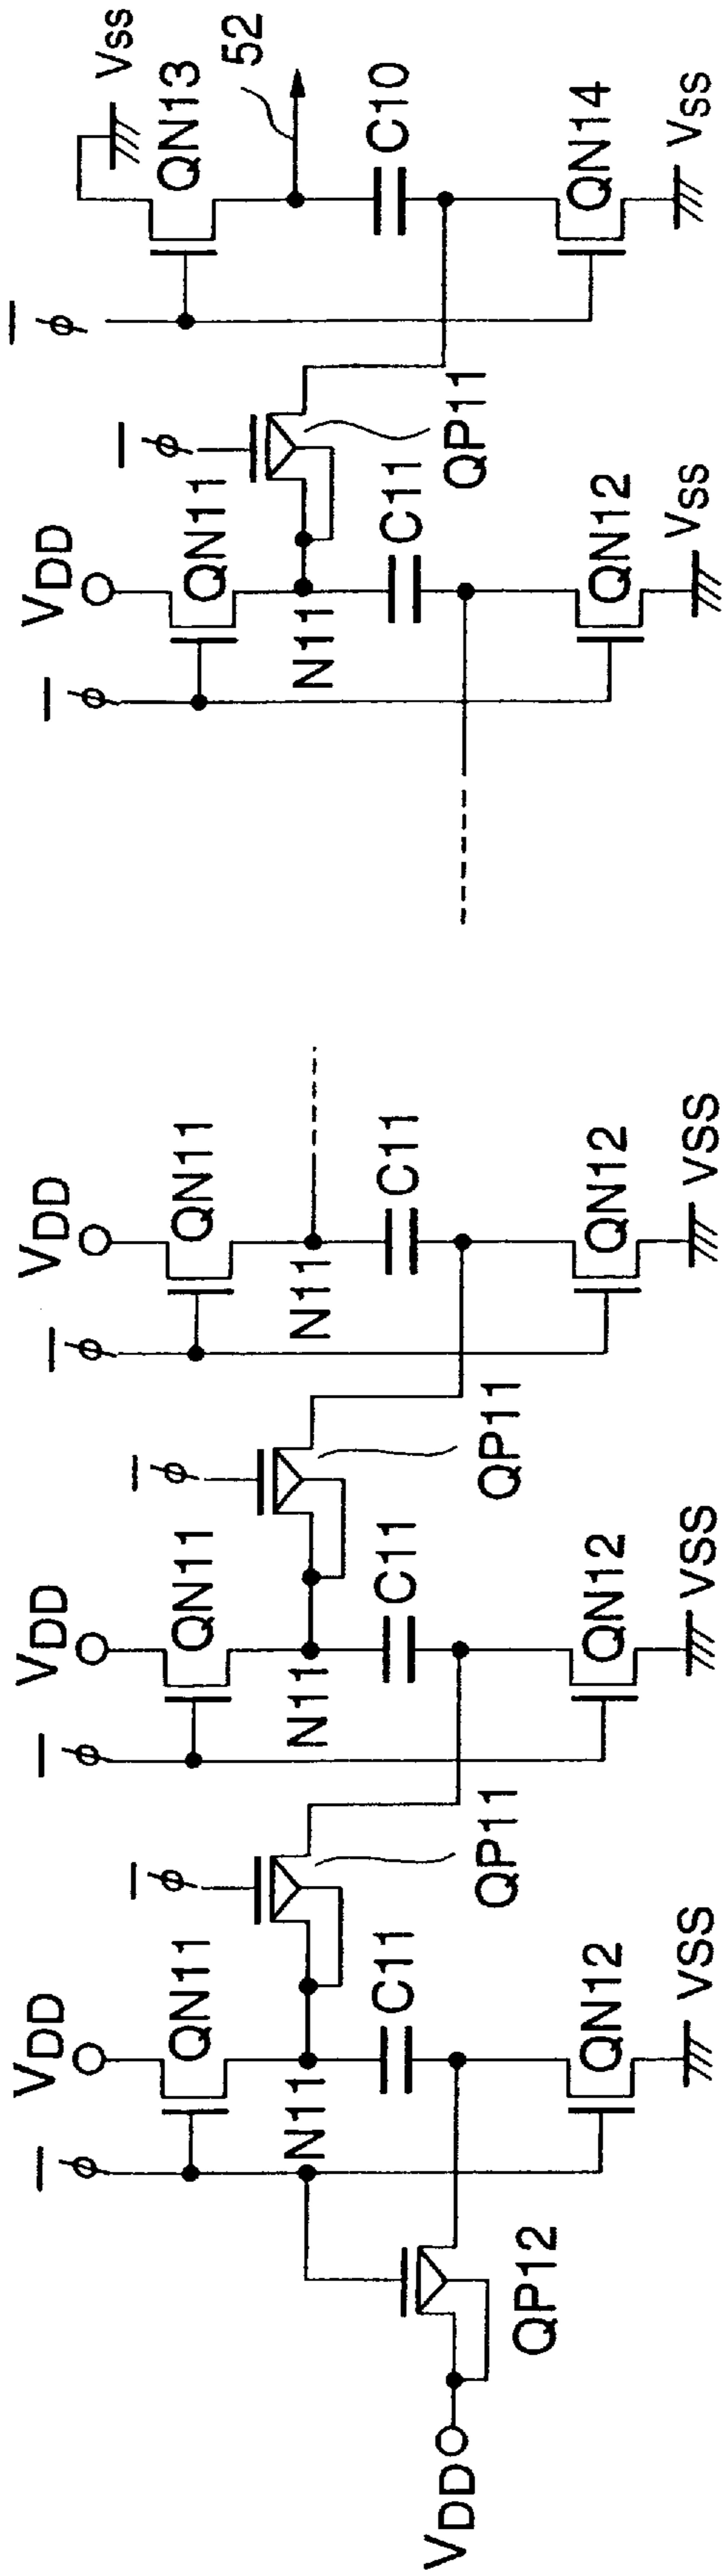 φ̅
VDD
φ̅
VDD
φ̅
VDD
φ̅
VDD
φ̅
Vss
QN11
φ̅
QN11
φ̅
QN11
QN11
φ̅
QN13
52
N11
N11
N11
N11
C11
C11
C11
C11
C10
VDD
QP12
QP11
QP11
QP11
QN12
QN12
QN12
QN12
QN14
VSS
VSS
VSS
Vss
Vss